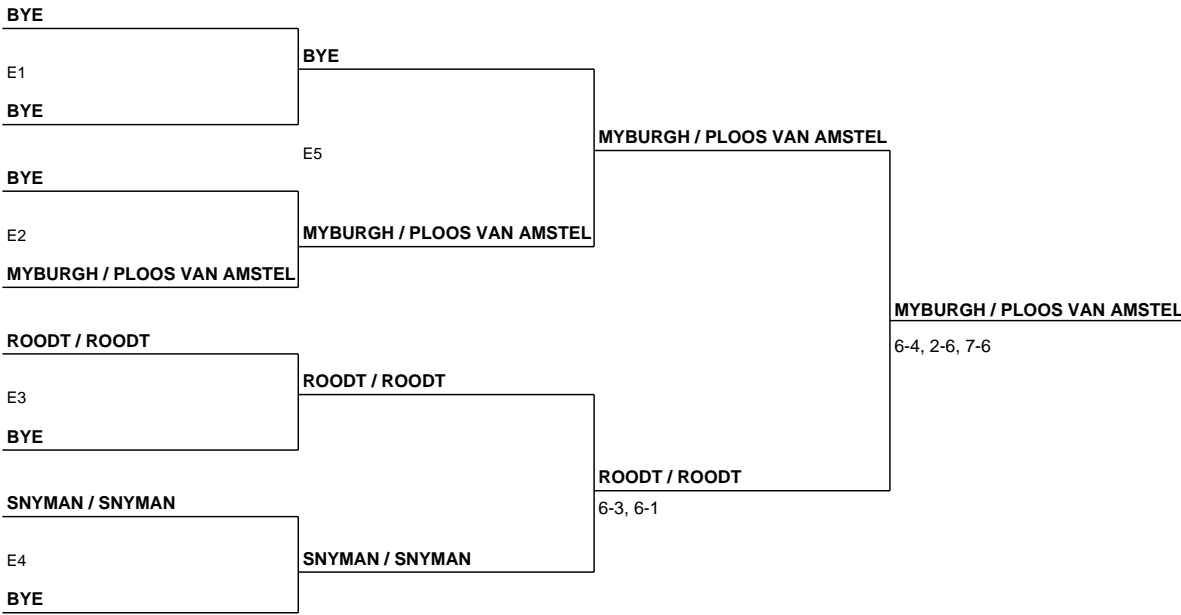 BYE
E1
BYE
BYE
E2
MYBURGH / PLOOS VAN AMSTEL
ROODT / ROODT
E3
BYE
SNYMAN / SNYMAN
E4
BYE
BYE
E5
MYBURGH / PLOOS VAN AMSTEL
ROODT / ROODT
SNYMAN / SNYMAN
MYBURGH / PLOOS VAN AMSTEL
ROODT / ROODT
6-3, 6-1
MYBURGH / PLOOS VAN AMSTEL
6-4, 2-6, 7-6